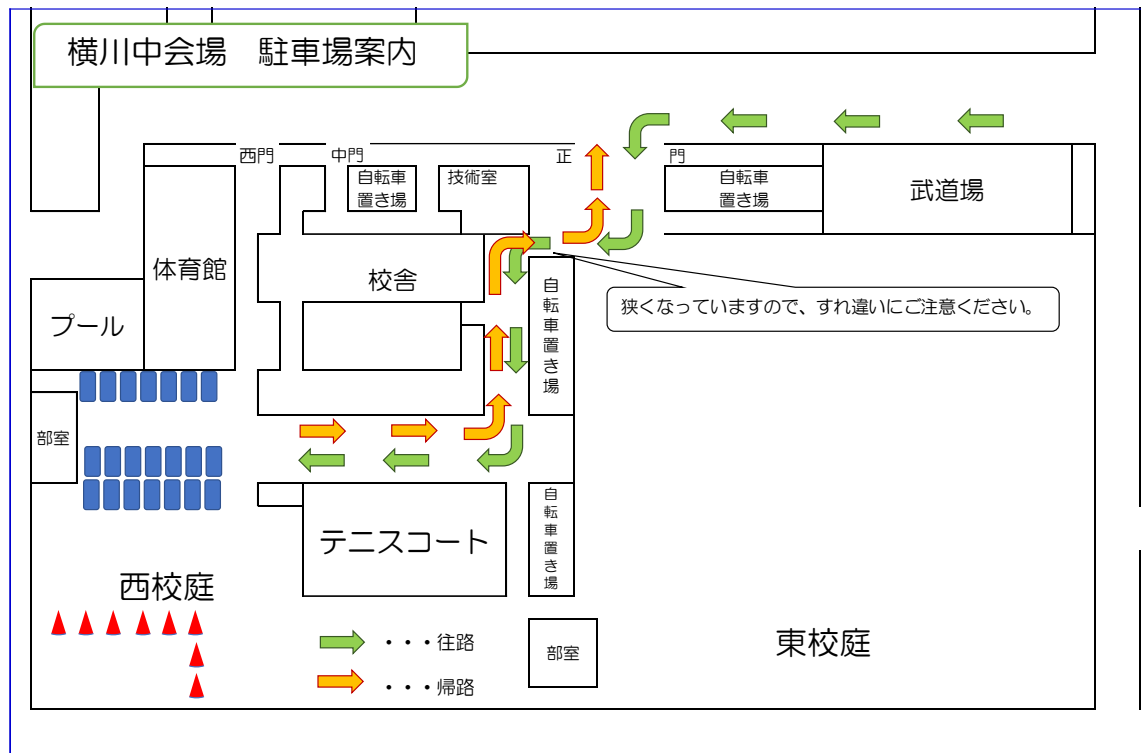 横川中会場　駐車場案内
西門
中門
正
門
自転車
置き場
技術室
自転車
置き場
武道場
体育館
校舎
自転車置き場
狭くなっていますので、すれ違いにご注意ください。
プール
部室
テニスコート
自転車置き場
西校庭
・・・往路
・・・帰路
部室
東校庭